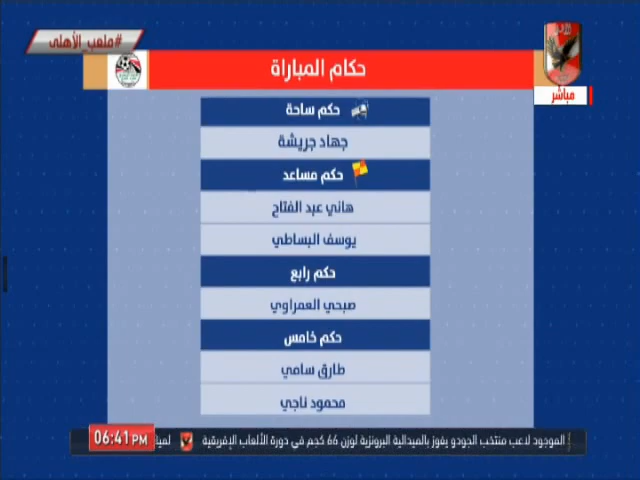 #ملعب_الأهلى
حكام المباراة
مباشر
حكم ساحة
جهاد جريشة
حكم مساعد
هاني عبد الفتاح
يوسف البساطي
حكم رابع
صبحي العمراوي
حكم خامس
طارق سامي
محمود ناجي
الموجود لاعب منتخب الجودو يفوز بالميدالية البرونزية لوزن 66 كجم في دورة الألعاب الإفريقية
06:41 PM